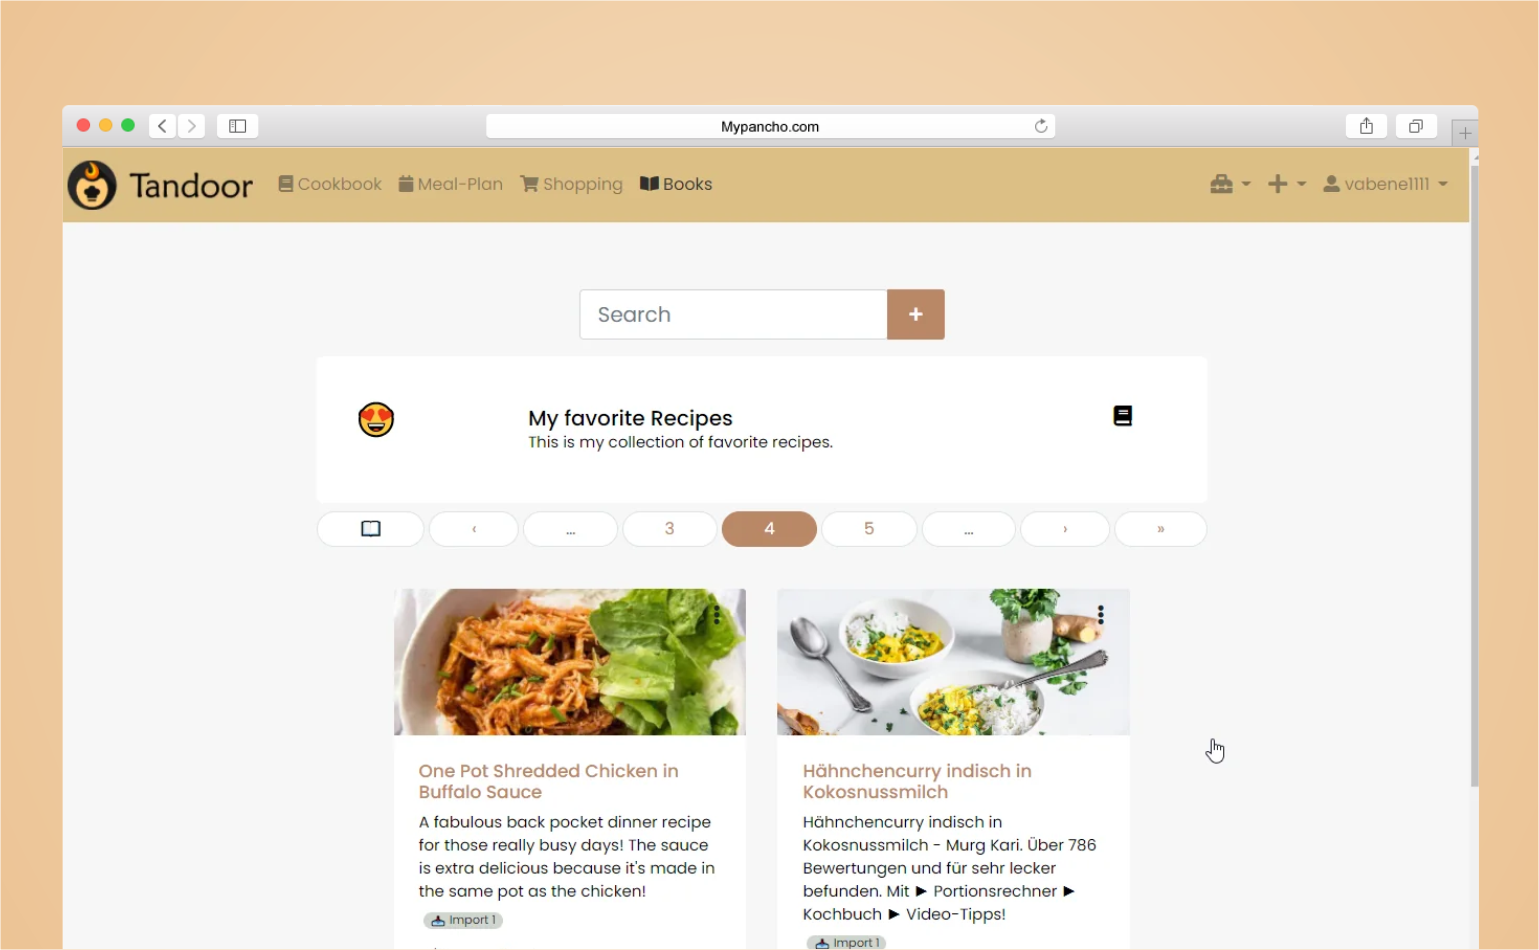 Mypancho.com
Tandoor Cookbook Meal-Plan Shopping Books vabene1111
Search +
My favorite Recipes
This is my collection of favorite recipes.
‹ ... 3 4 5 ... › »
One Pot Shredded Chicken in
Buffalo Sauce
A fabulous back pocket dinner recipe
for those really busy days! The sauce
is extra delicious because it's made in
the same pot as the chicken!
Import 1
Hähnchencurry indisch in
Kokosnussmilch
Hähnchencurry indisch in
Kokosnussmilch - Murg Kari. Über 786
Bewertungen und für sehr lecker
befunden. Mit ► Portionsrechner ►
Kochbuch ► Video-Tipps!
Import 1